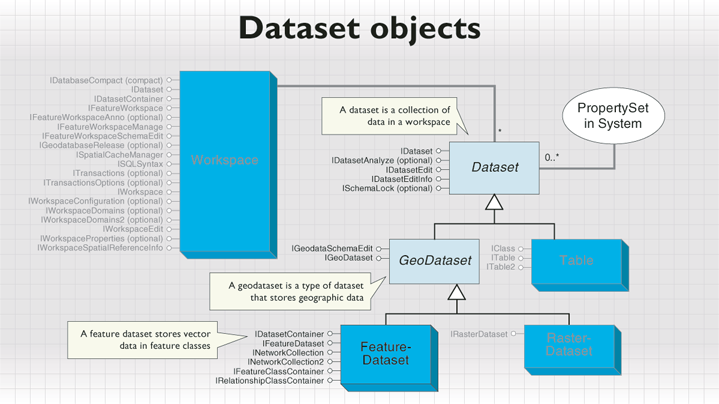 Dataset objects
IDatabaseCompact (compact)
IDataset
IDatasetContainer
IFeatureWorkspace
IFeatureWorkspaceAnno (optional)
IFeatureWorkspaceManage
IFeatureWorkspaceSchemaEdit
IGeodatabaseRelease (optional)
ISpatialCacheManager
ISQLSyntax
ITransactions (optional)
ITransactionsOptions (optional)
IWorkspace
IWorkspaceConfiguration (optional)
IWorkspaceDomains (optional)
IWorkspaceDomains2 (optional)
IWorkspaceEdit
IWorkspaceProperties (optional)
IWorkspaceSpatialReferenceInfo
Workspace
A dataset is a collection of
data in a workspace
*
PropertySet
in System
0..*
IDataset
IDatasetAnalyze (optional)
IDatasetEdit
IDatasetEditInfo
ISchemaLock (optional)
Dataset
IGeodataSchemaEdit
IGeoDataset
GeoDataset
IClass
ITable
ITable2
Table
A geodataset is a type of dataset
that stores geographic data
A feature dataset stores vector
data in feature classes
IDatasetContainer
IFeatureDataset
INetworkCollection
INetworkCollection2
IFeatureClassContainer
IRelationshipClassContainer
Feature-
Dataset
IRasterDataset
Raster-
Dataset